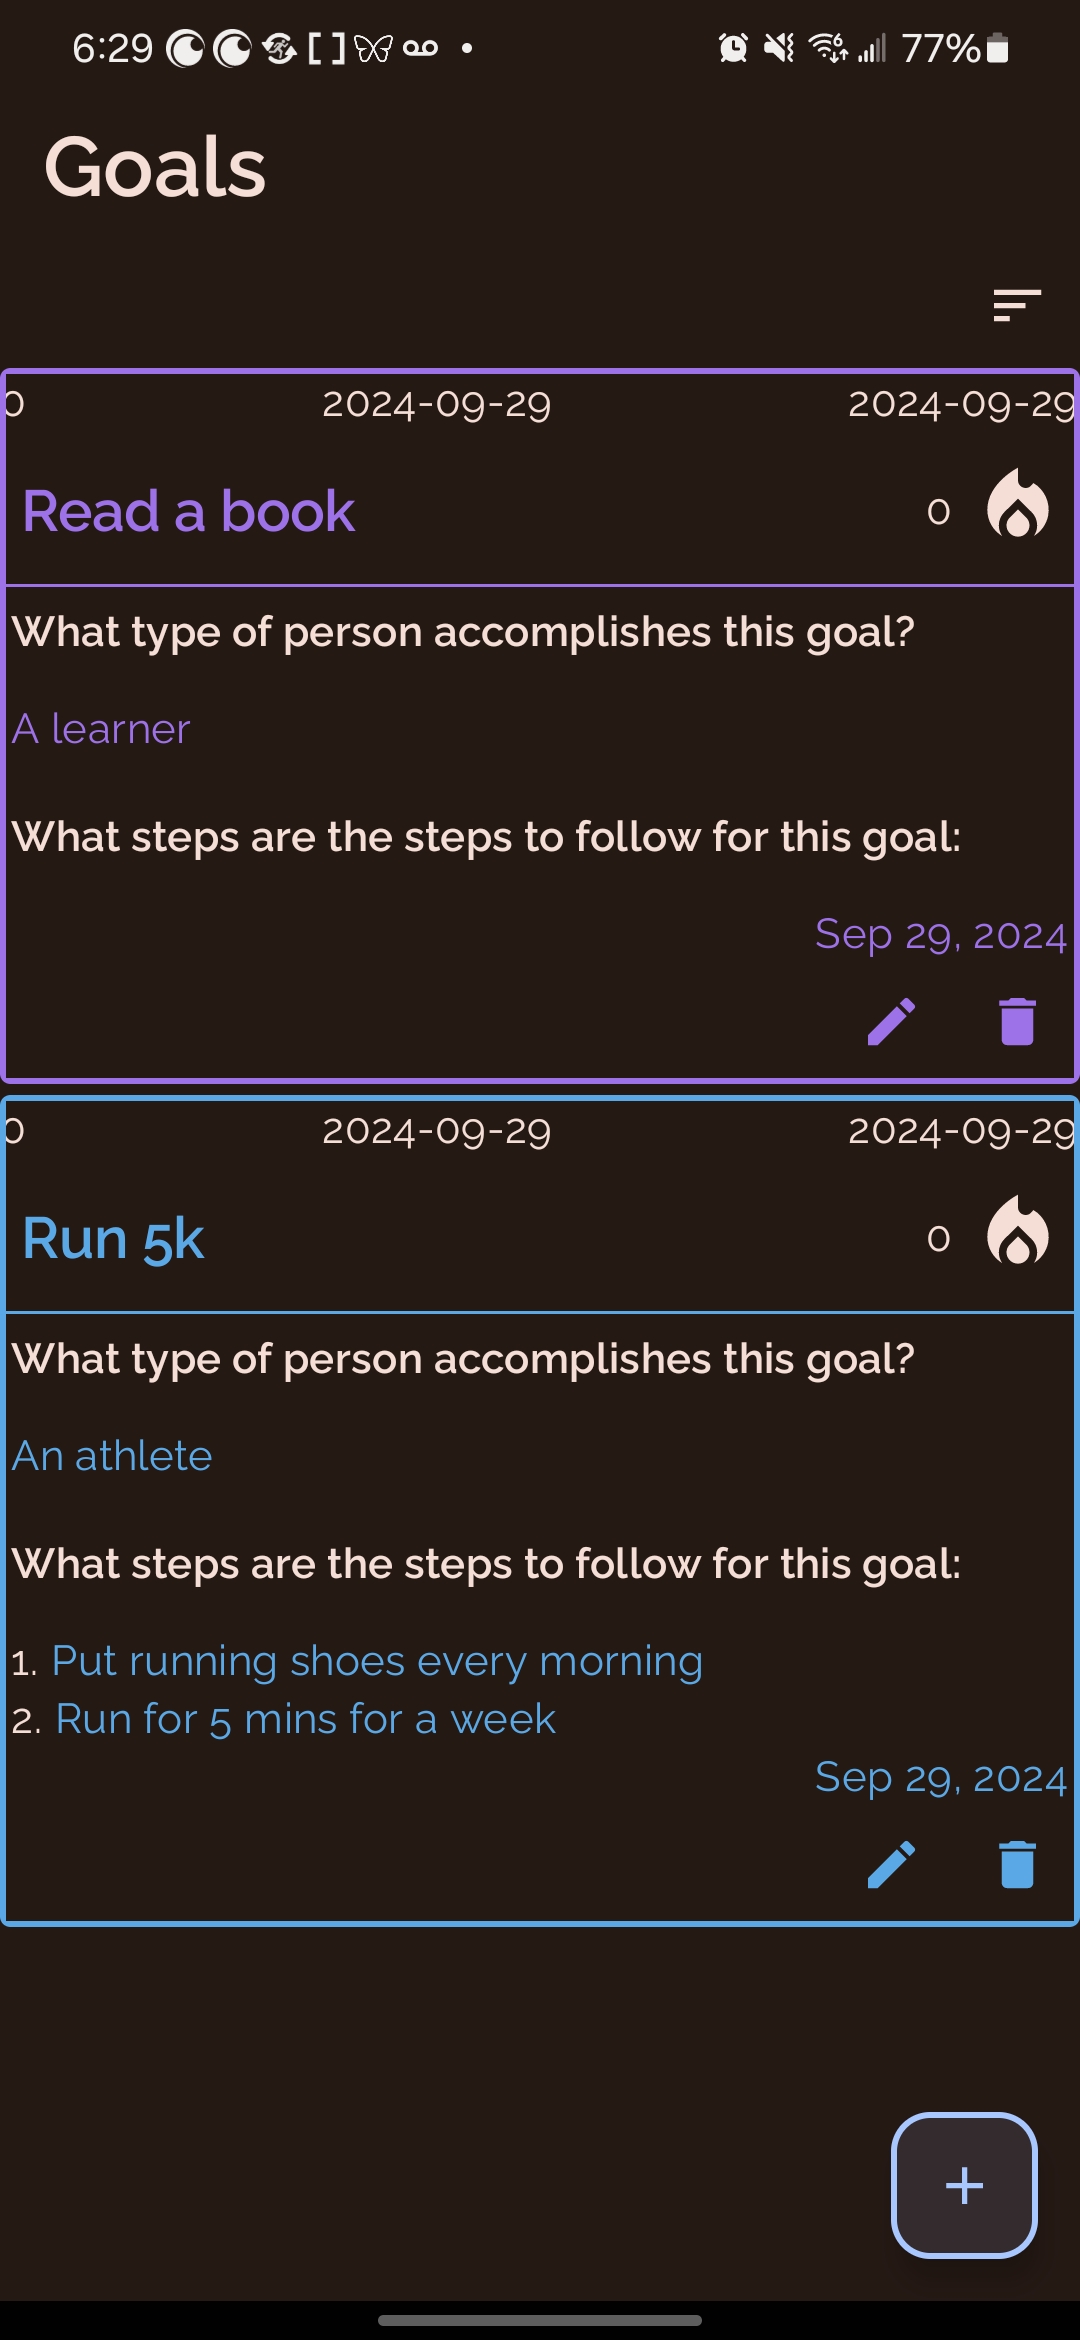 6:29 77%
Goals
0 2024-09-29 2024-09-29
Read a book 0
What type of person accomplishes this goal?
A learner
What steps are the steps to follow for this goal:
Sep 29, 2024
0 2024-09-29 2024-09-29
Run 5k 0
What type of person accomplishes this goal?
An athlete
What steps are the steps to follow for this goal:
1. Put running shoes every morning
2. Run for 5 mins for a week
Sep 29, 2024